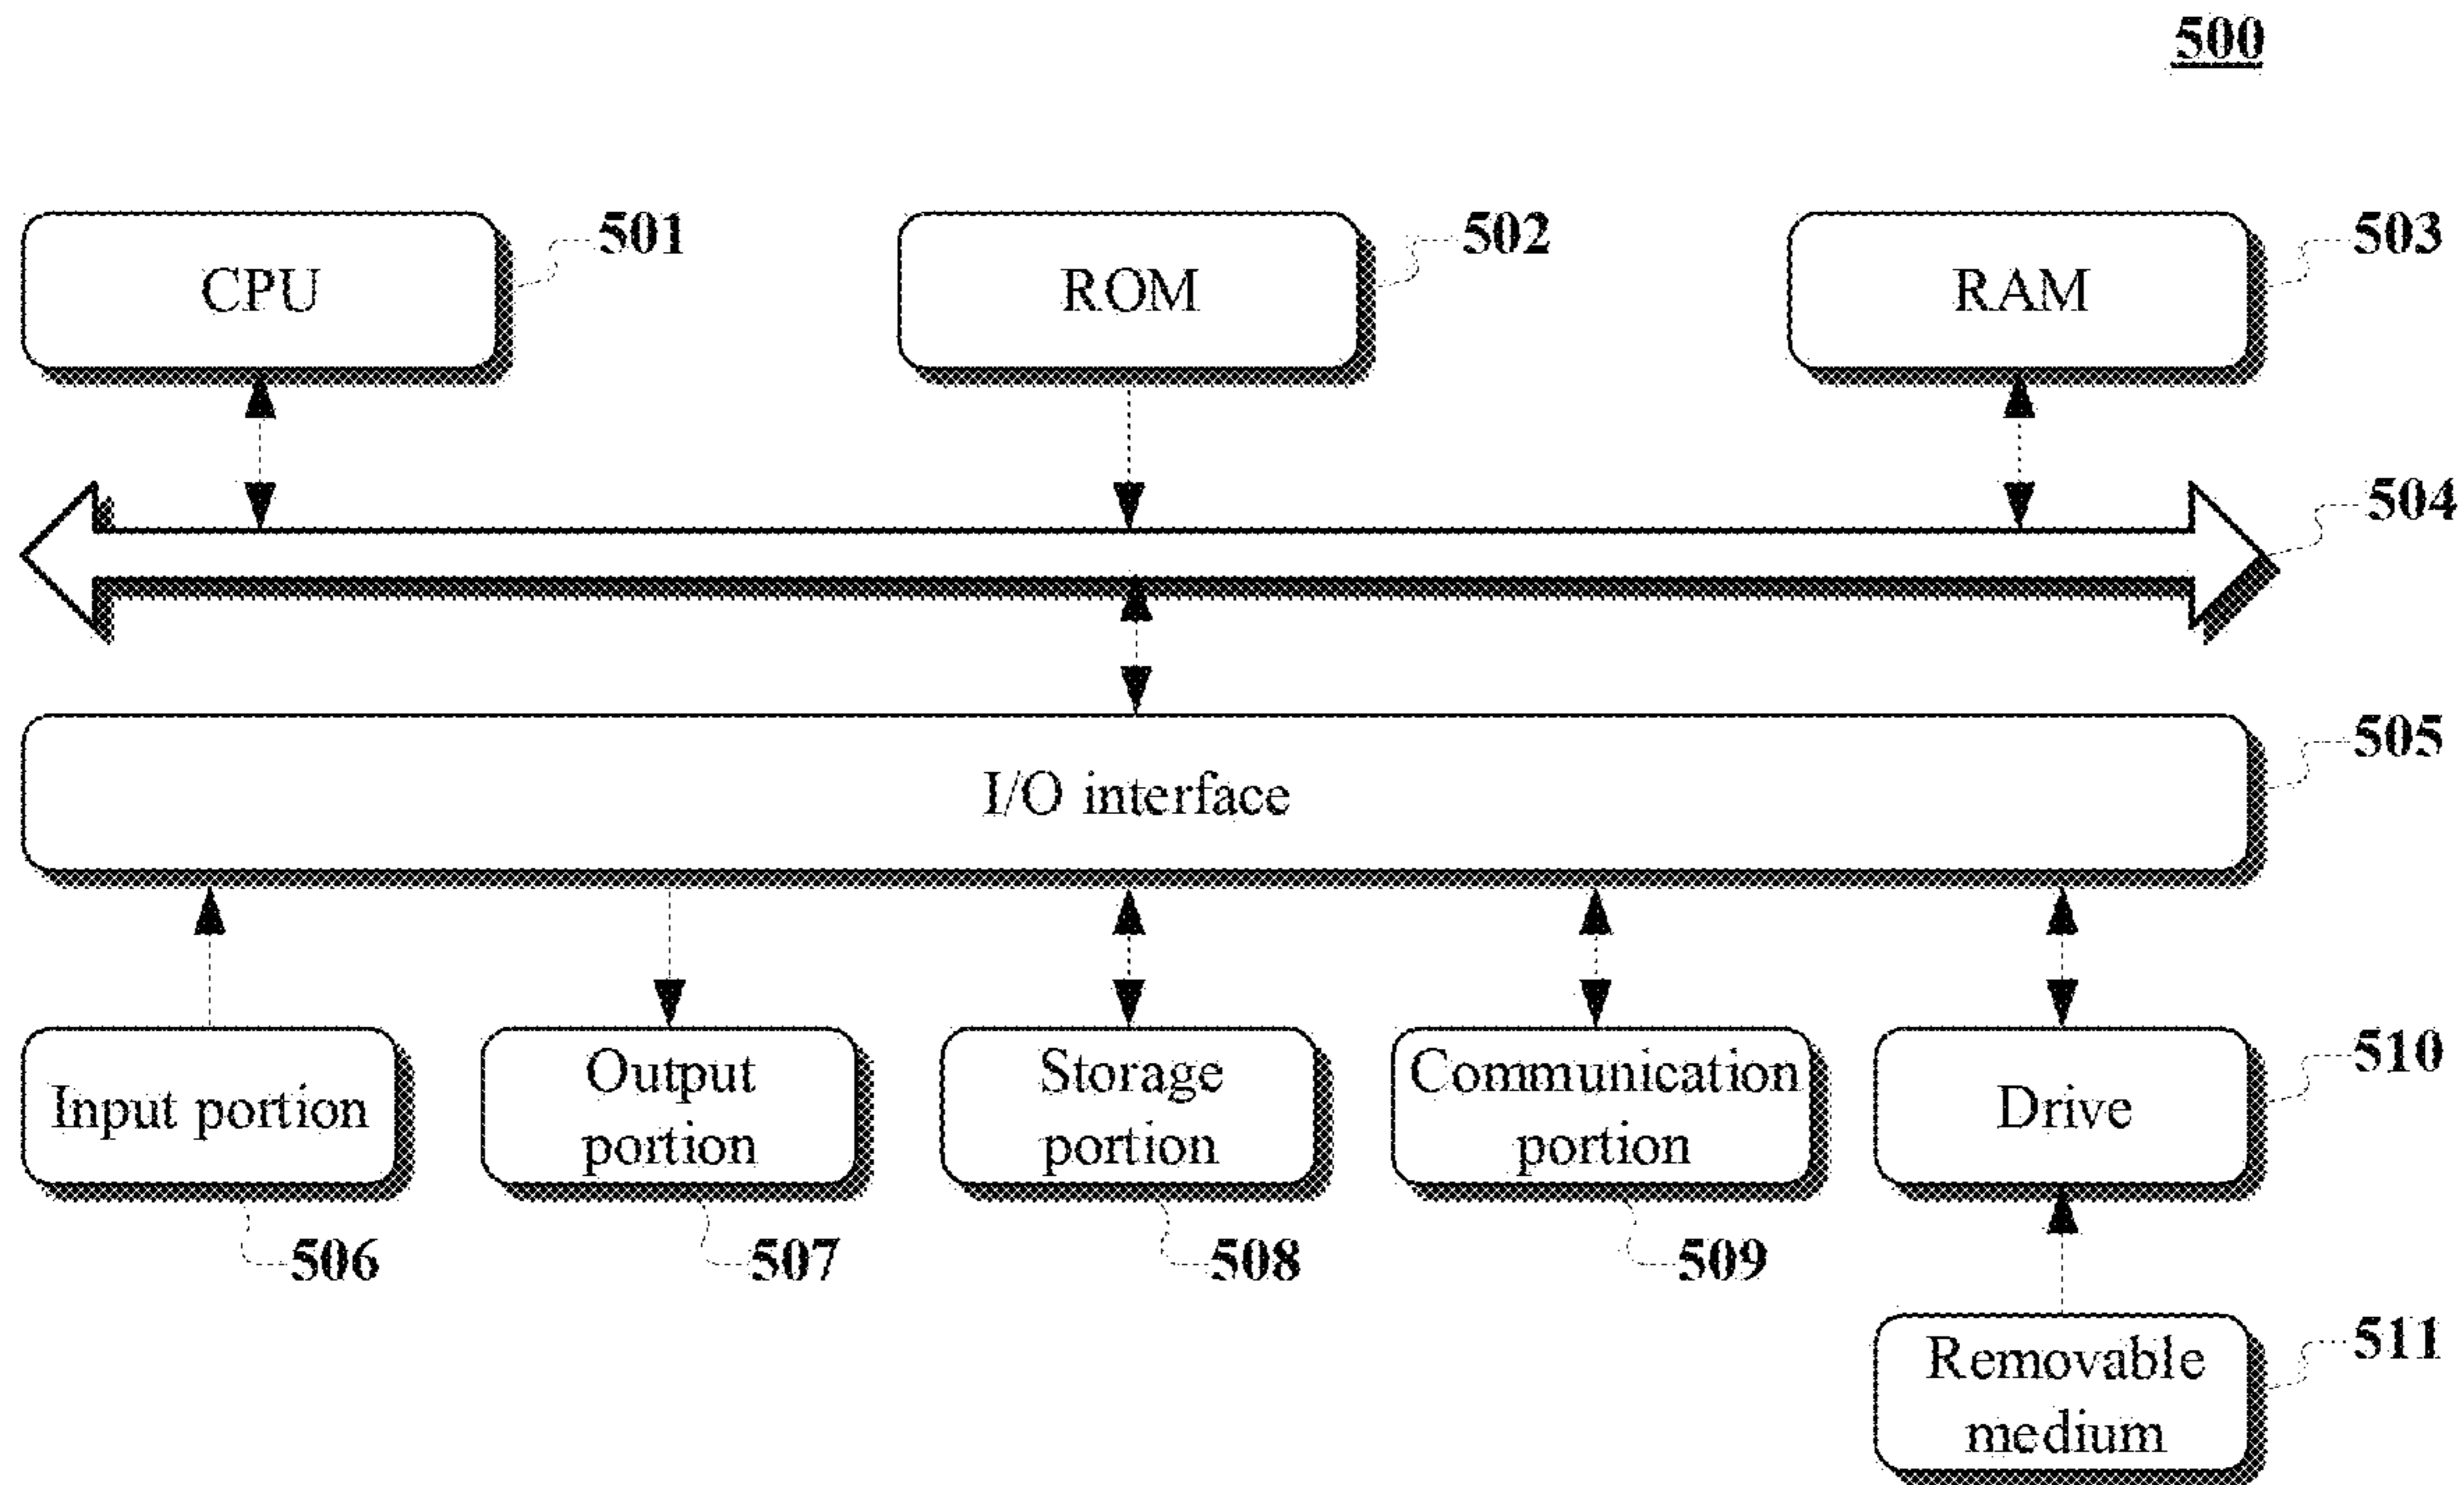 500
CPU
501
ROM
502
RAM
503
504
I/O interface
505
Input portion
506
Output
portion
507
Storage
portion
508
Communication
portion
509
Drive
510
Removable
medium
511